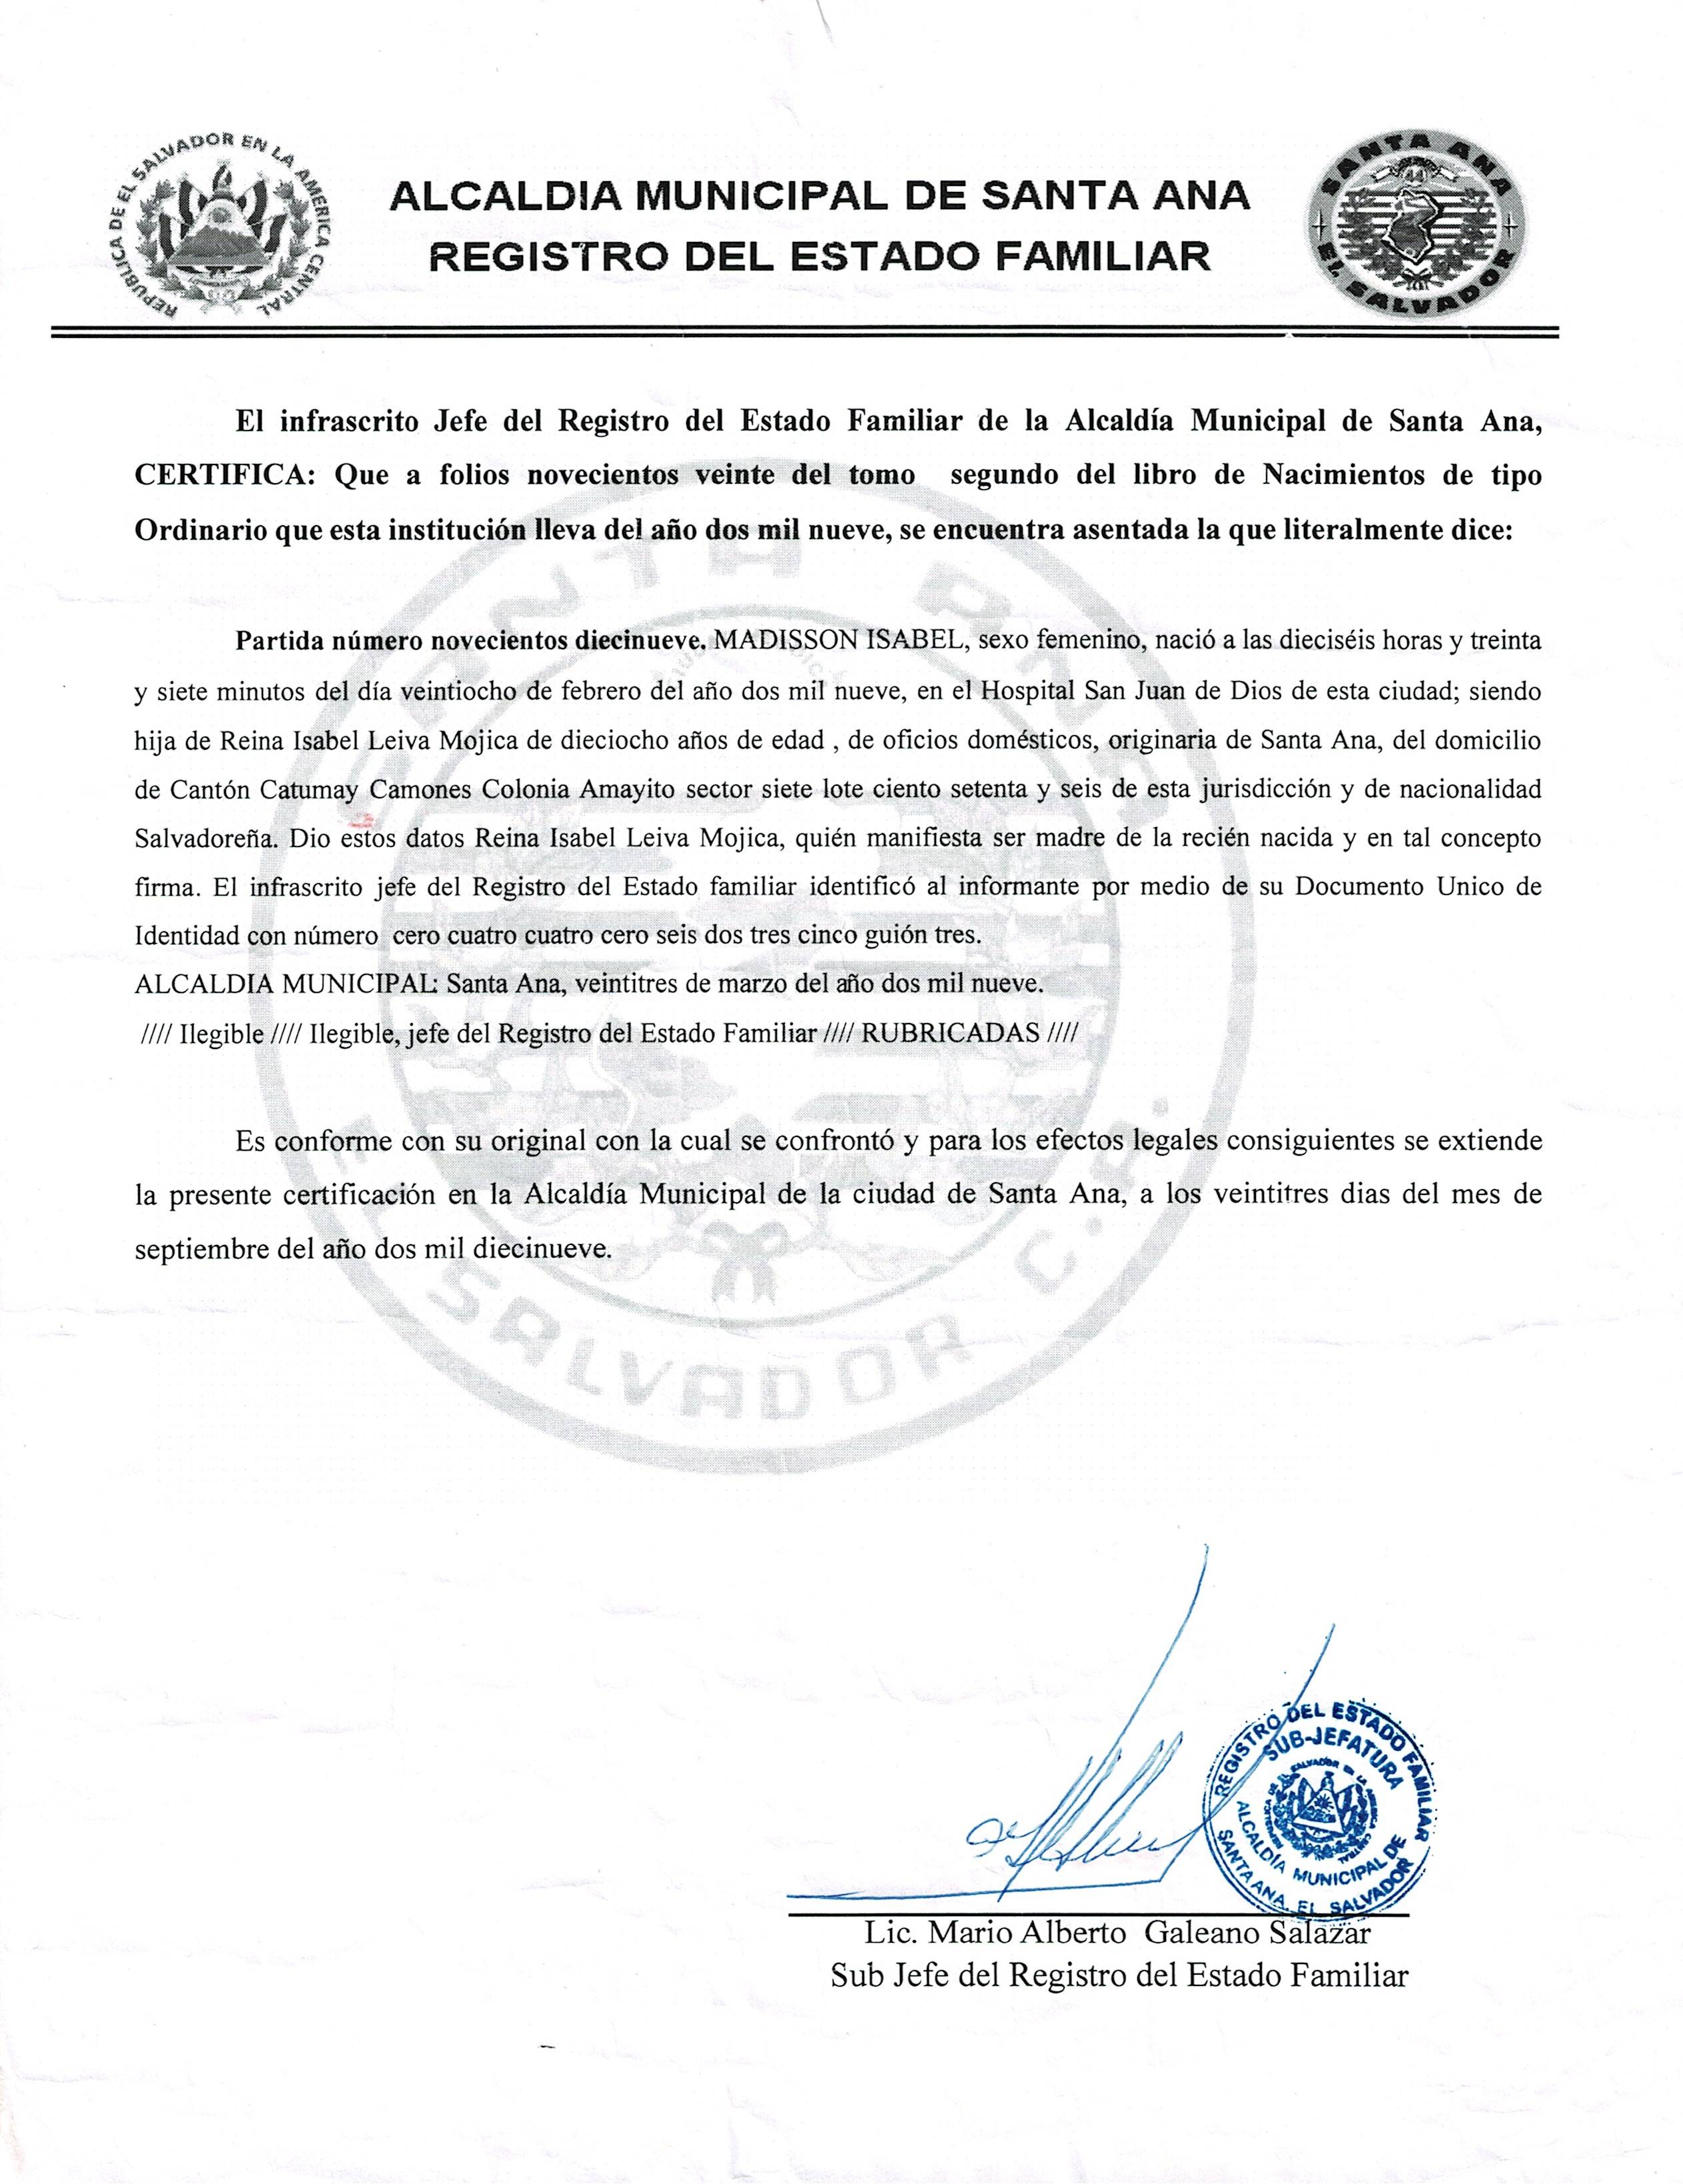 REPUBLICA DE EL SALVADOR EN LA AMERICA CENTRAL
ALCALDIA MUNICIPAL DE SANTA ANA
REGISTRO DEL ESTADO FAMILIAR
SANTA ANA
EL SALVADOR
El infrascrito Jefe del Registro del Estado Familiar de la Alcaldía Municipal de Santa Ana,
CERTIFICA: Que a folios novecientos veinte del tomo segundo del libro de Nacimientos de tipo
Ordinario que esta institución lleva del año dos mil nueve, se encuentra asentada la que literalmente dice:
Partida número novecientos diecinueve. MADISSON ISABEL, sexo femenino, nació a las dieciséis horas y treinta
y siete minutos del día veintiocho de febrero del año dos mil nueve, en el Hospital San Juan de Dios de esta ciudad; siendo
hija de Reina Isabel Leiva Mojica de dieciocho años de edad , de oficios domésticos, originaria de Santa Ana, del domicilio
de Cantón Catumay Camones Colonia Amayito sector siete lote ciento setenta y seis de esta jurisdicción y de nacionalidad
Salvadoreña. Dio estos datos Reina Isabel Leiva Mojica, quién manifiesta ser madre de la recién nacida y en tal concepto
firma. El infrascrito jefe del Registro del Estado familiar identificó al informante por medio de su Documento Unico de
Identidad con número cero cuatro cuatro cero seis dos tres cinco guión tres.
ALCALDIA MUNICIPAL: Santa Ana, veintitres de marzo del año dos mil nueve.
//// Ilegible //// Ilegible, jefe del Registro del Estado Familiar //// RUBRICADAS ////
Es conforme con su original con la cual se confrontó y para los efectos legales consiguientes se extiende
la presente certificación en la Alcaldía Municipal de la ciudad de Santa Ana, a los veintitres dias del mes de
septiembre del año dos mil diecinueve.
SANTA ANA
EL SALVADOR C.A.
REGISTRO DEL ESTADO FAMILIAR
SUB-JEFATURA
ALCALDÍA MUNICIPAL DE
SANTA ANA, EL SALVADOR
Lic. Mario Alberto Galeano Salazar
Sub Jefe del Registro del Estado Familiar